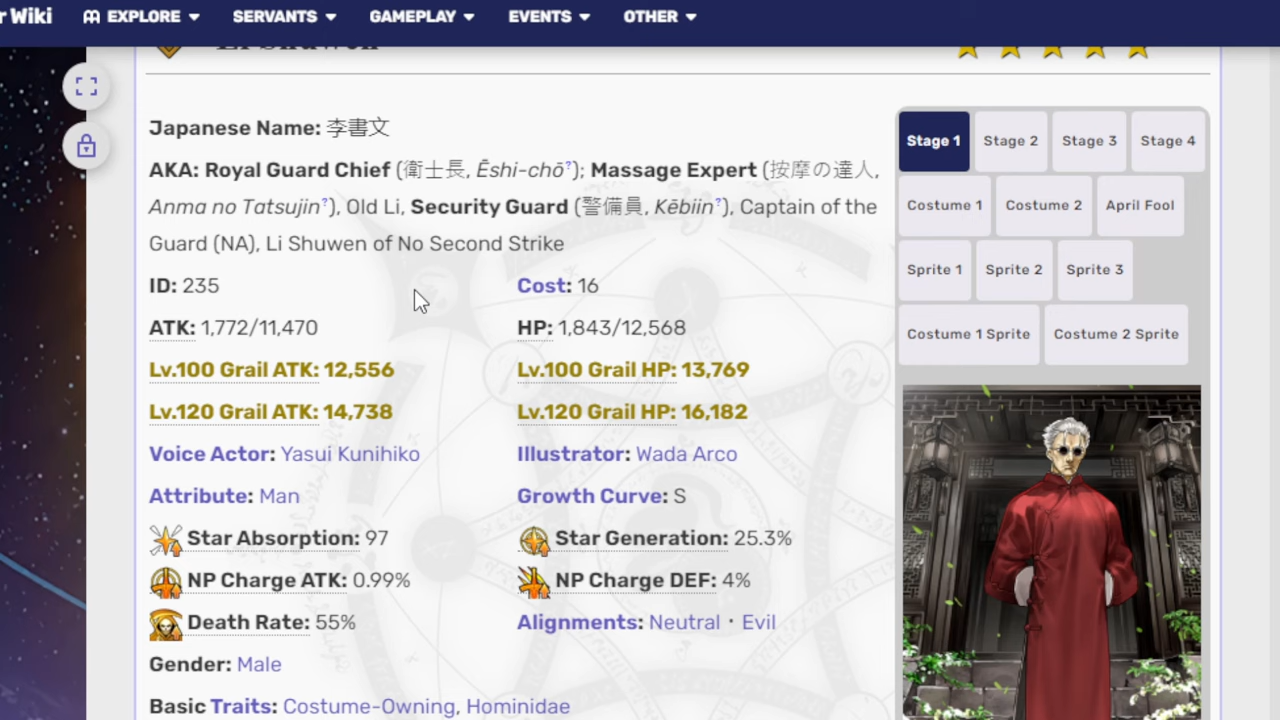 r Wiki
EXPLORE
SERVANTS
GAMEPLAY
EVENTS
OTHER
Li Shuwen
Japanese Name: 李書文
AKA: Royal Guard Chief (衛士長, Ēshi-chō?); Massage Expert (按摩の達人,
Anma no Tatsujin?), Old Li, Security Guard (警備員, Kēbiin?), Captain of the
Guard (NA), Li Shuwen of No Second Strike
ID: 235
Cost: 16
ATK: 1,772/11,470
HP: 1,843/12,568
Lv.100 Grail ATK: 12,556
Lv.100 Grail HP: 13,769
Lv.120 Grail ATK: 14,738
Lv.120 Grail HP: 16,182
Voice Actor: Yasui Kunihiko
Illustrator: Wada Arco
Attribute: Man
Growth Curve: S
Star Absorption: 97
Star Generation: 25.3%
NP Charge ATK: 0.99%
NP Charge DEF: 4%
Death Rate: 55%
Alignments: Neutral・Evil
Gender: Male
Basic Traits: Costume-Owning, Hominidae
Stage 1
Stage 2
Stage 3
Stage 4
Costume 1
Costume 2
April Fool
Sprite 1
Sprite 2
Sprite 3
Costume 1 Sprite
Costume 2 Sprite